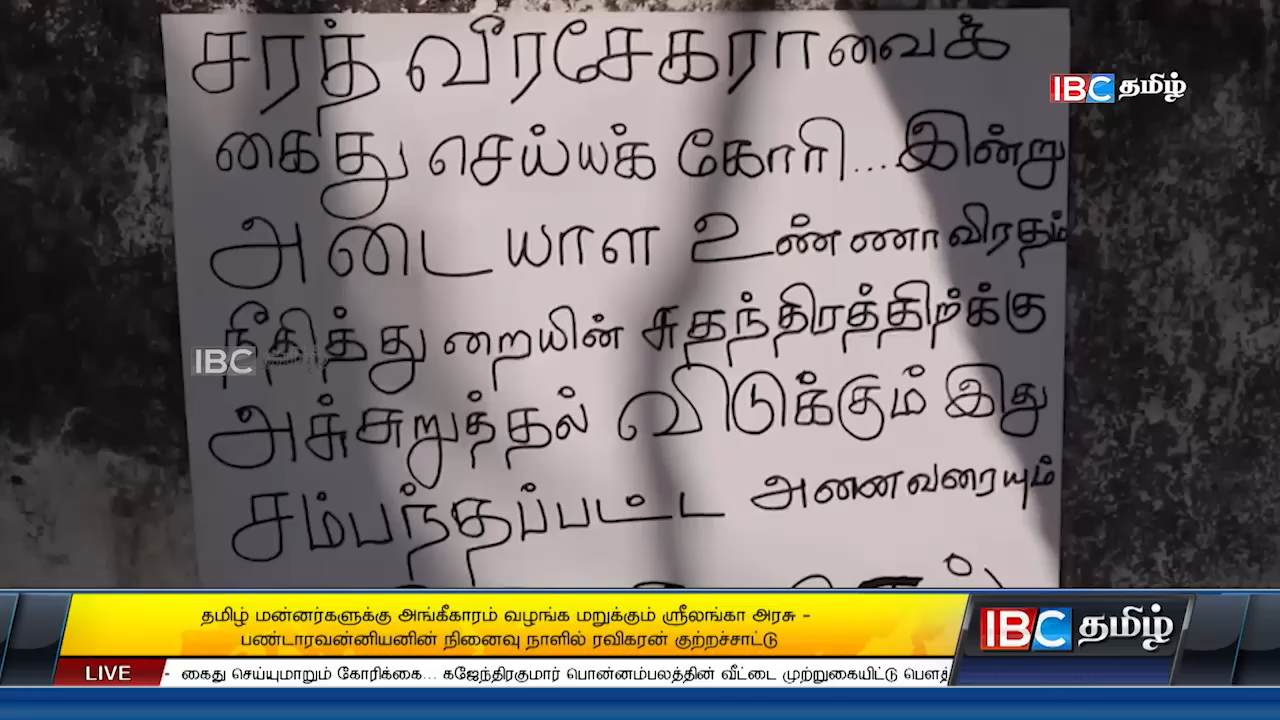 சரத் வீரசேகராவைக்
IBC தமிழ்
கைது செய்யக் கோரி... இன்று
அடையாள உண்ணாவிரதம்
நீதித்துறையின் சுதந்திரத்திற்க்கு
IBC தமிழ்
அச்சுறுத்தல் விடுக்கும் இது
சம்பந்தப்பட்ட அனைவரையும்
தமிழ் மன்னர்களுக்கு அங்கீகாரம் வழங்க மறுக்கும் ஸ்ரீலங்கா அரசு -
பண்டாரவன்னியனின் நினைவு நாளில் ரவிகரன் குற்றச்சாட்டு
IBC தமிழ்
LIVE
- கைது செய்யுமாறும் கோரிக்கை... கஜேந்திரகுமார் பொன்னம்பலத்தின் வீட்டை முற்றுகையிட்டு பௌத்